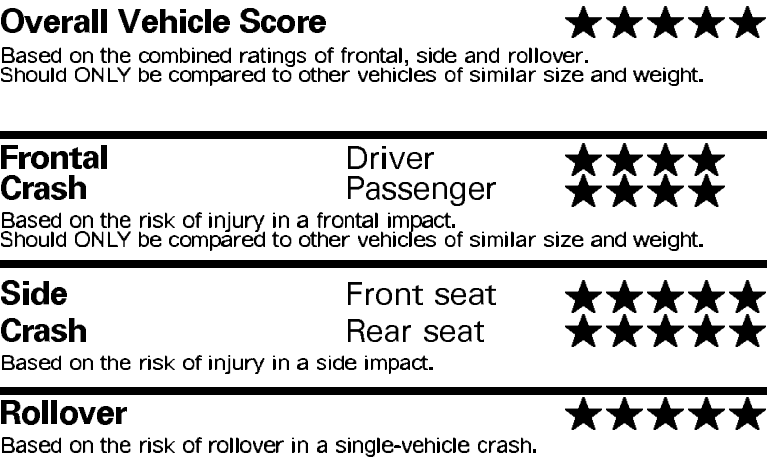 Overall Vehicle Score ★★★★★
Based on the combined ratings of frontal, side and rollover.
Should ONLY be compared to other vehicles of similar size and weight.
Frontal Driver ★★★★
Crash Passenger ★★★★
Based on the risk of injury in a frontal impact.
Should ONLY be compared to other vehicles of similar size and weight.
Side Front seat ★★★★★
Crash Rear seat ★★★★★
Based on the risk of injury in a side impact.
Rollover ★★★★★
Based on the risk of rollover in a single-vehicle crash.